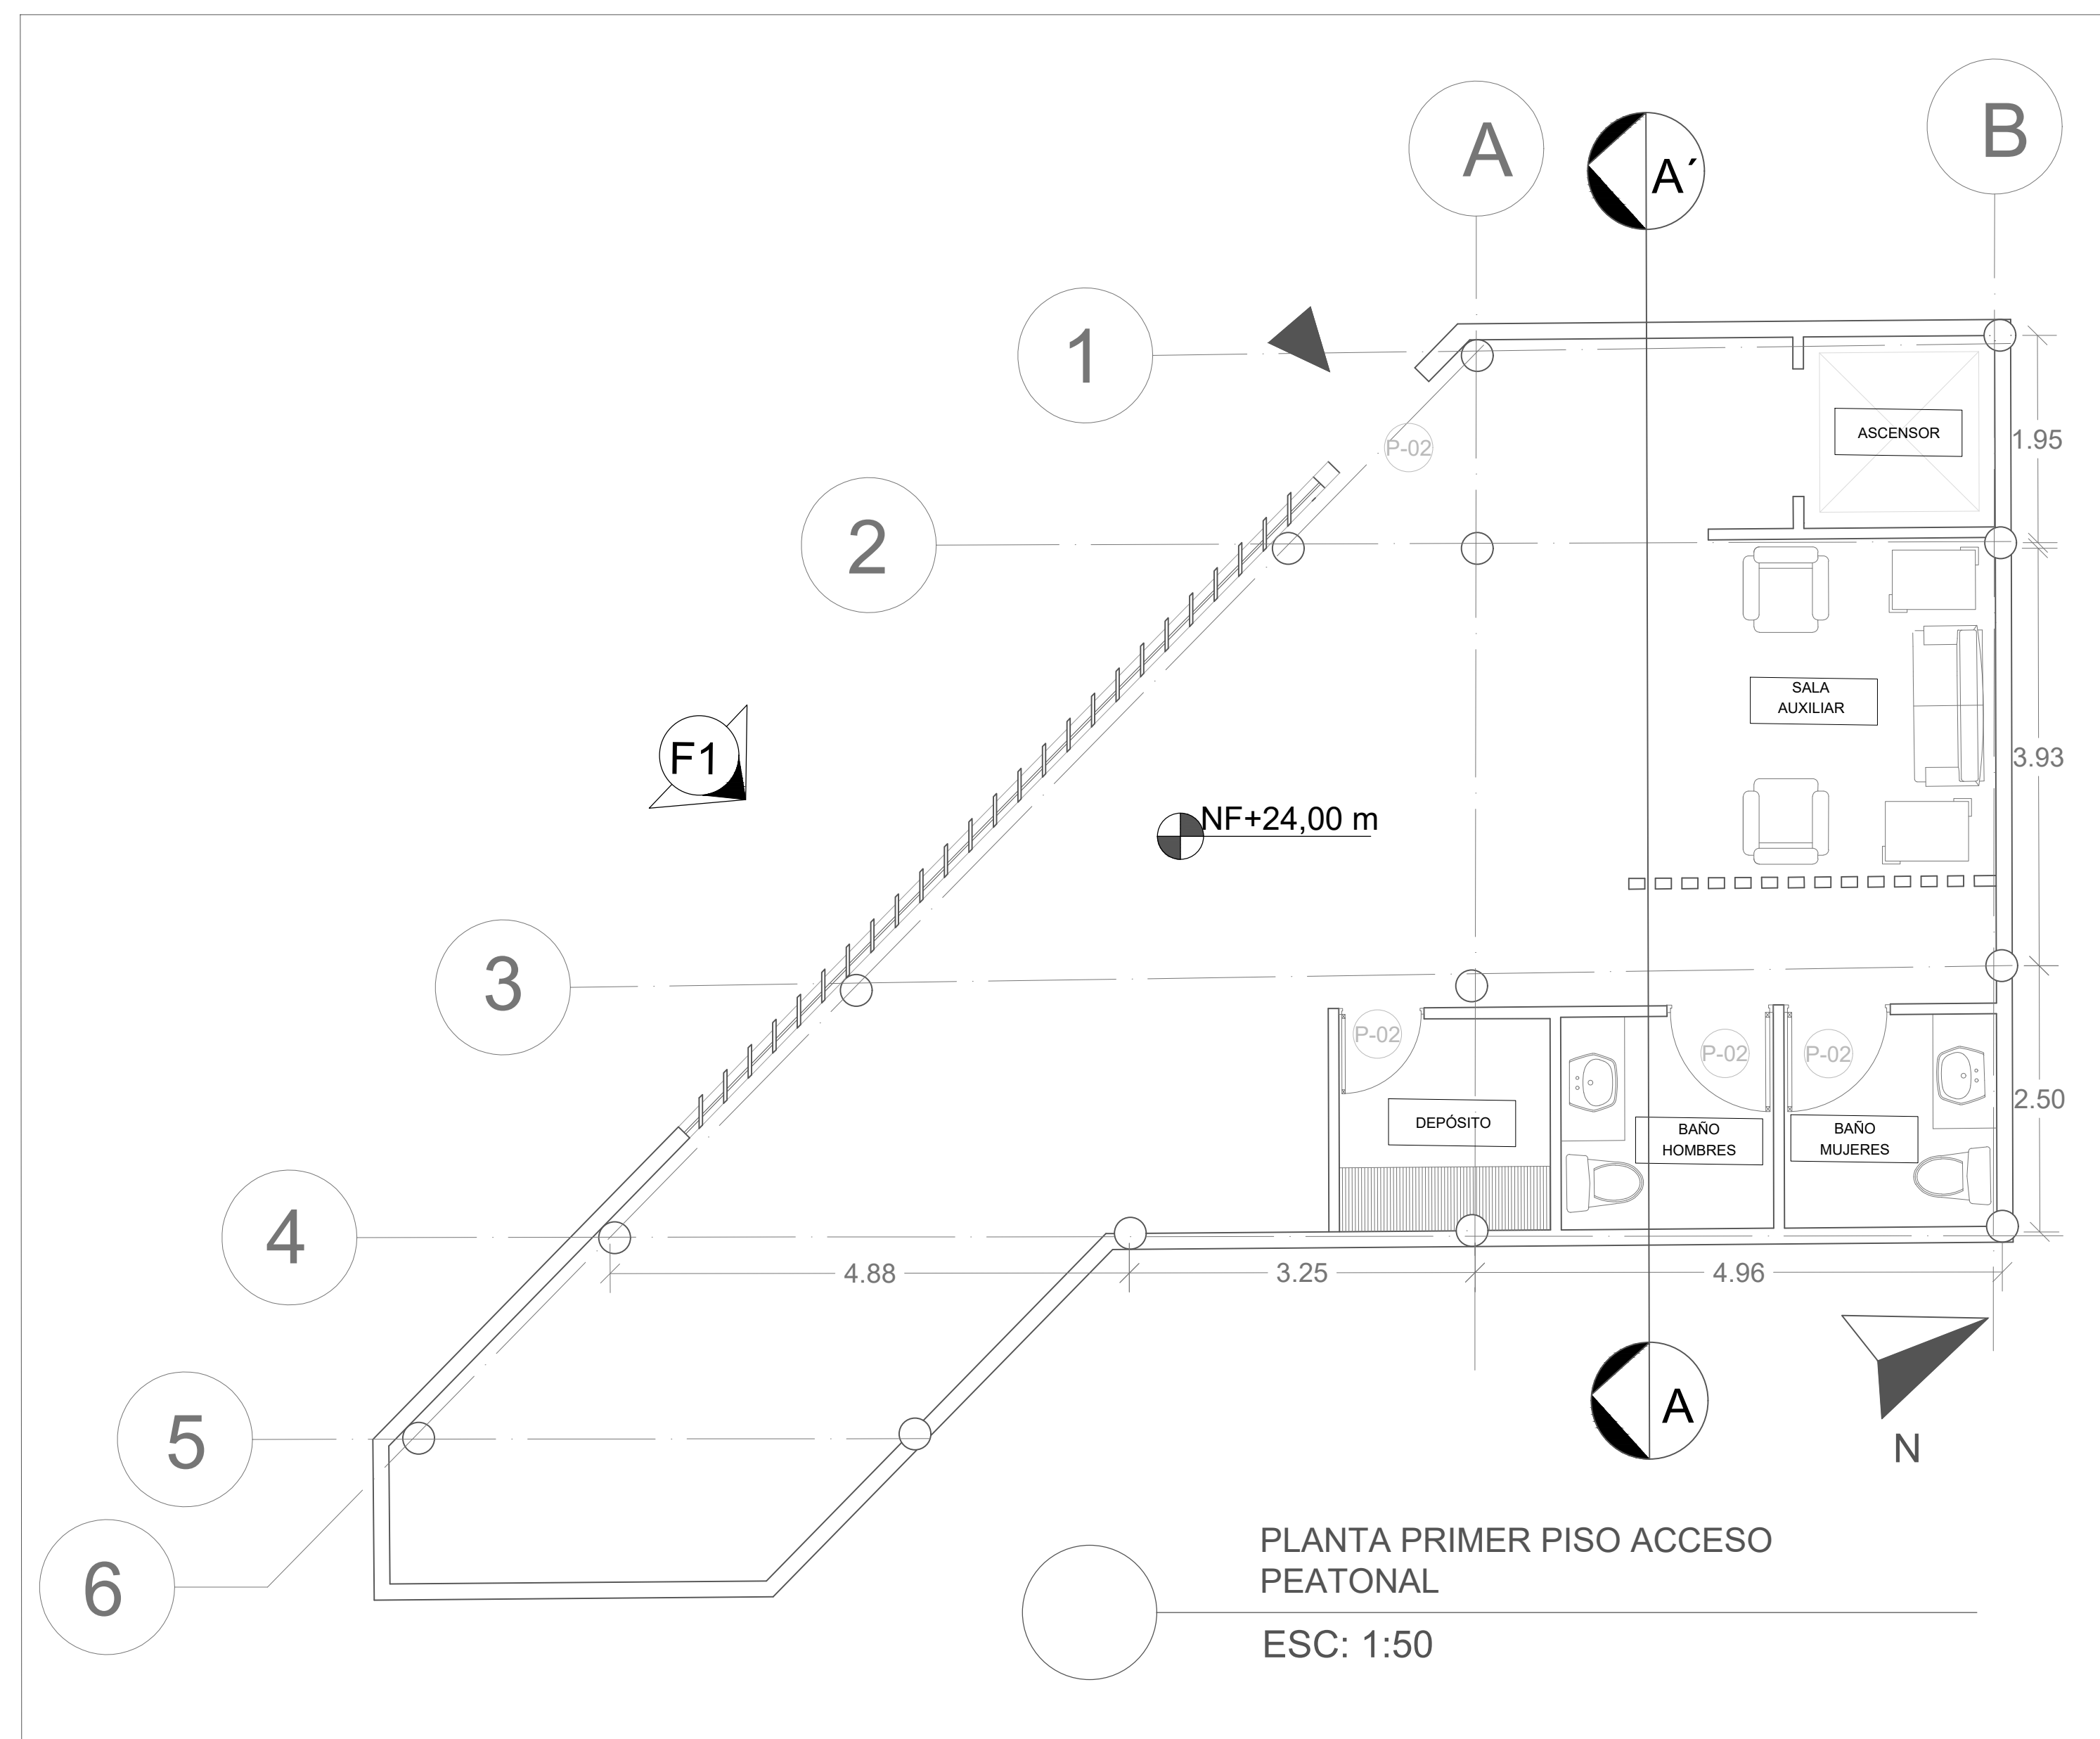 A
B
A´
1
P-02
ASCENSOR
1.95
2
SALA
AUXILIAR
F1
3.93
NF+24,00 m
3
P-02
P-02
P-02
2.50
DEPÓSITO
BAÑO
HOMBRES
BAÑO
MUJERES
4
4.88
3.25
4.96
5
A
N
6
PLANTA PRIMER PISO ACCESO
PEATONAL
ESC: 1:50